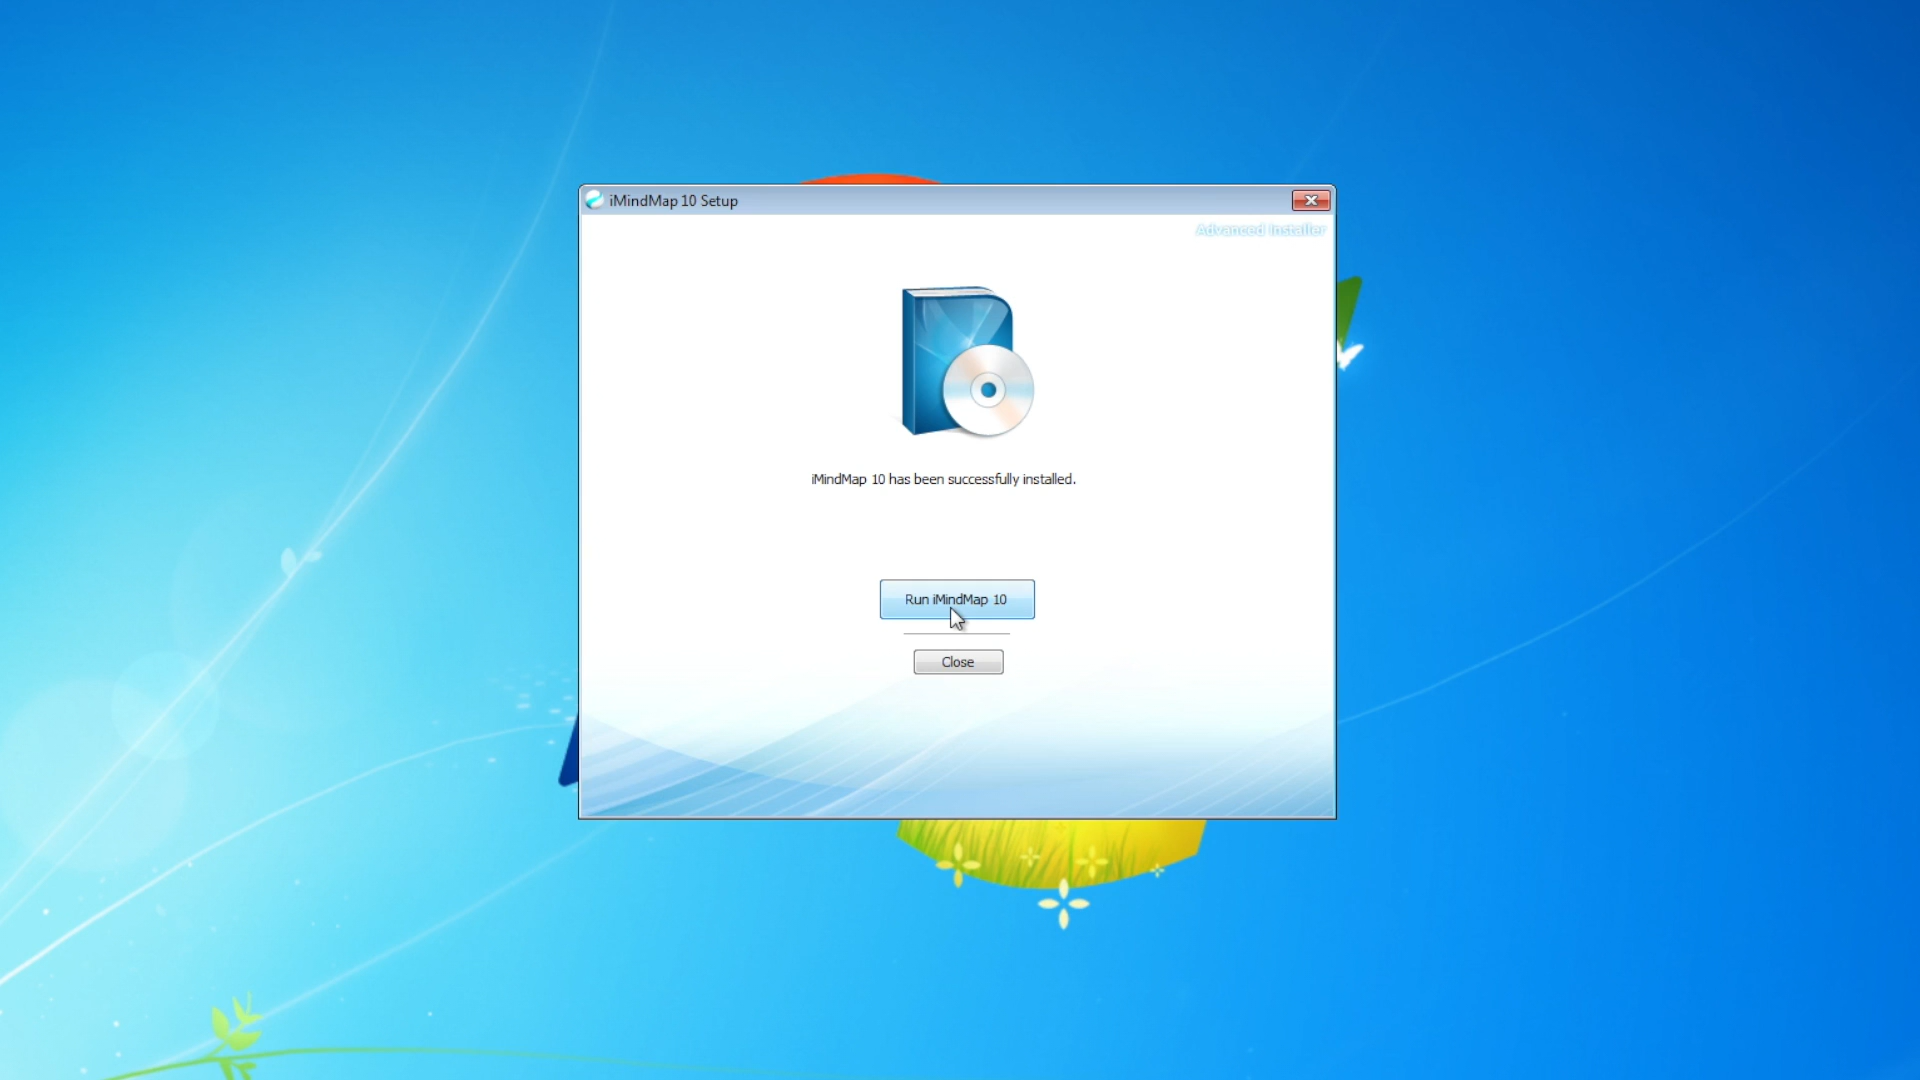 iMindMap 10 Setup
Advanced Installer
iMindMap 10 has been successfully installed.
Run iMindMap 10
Close